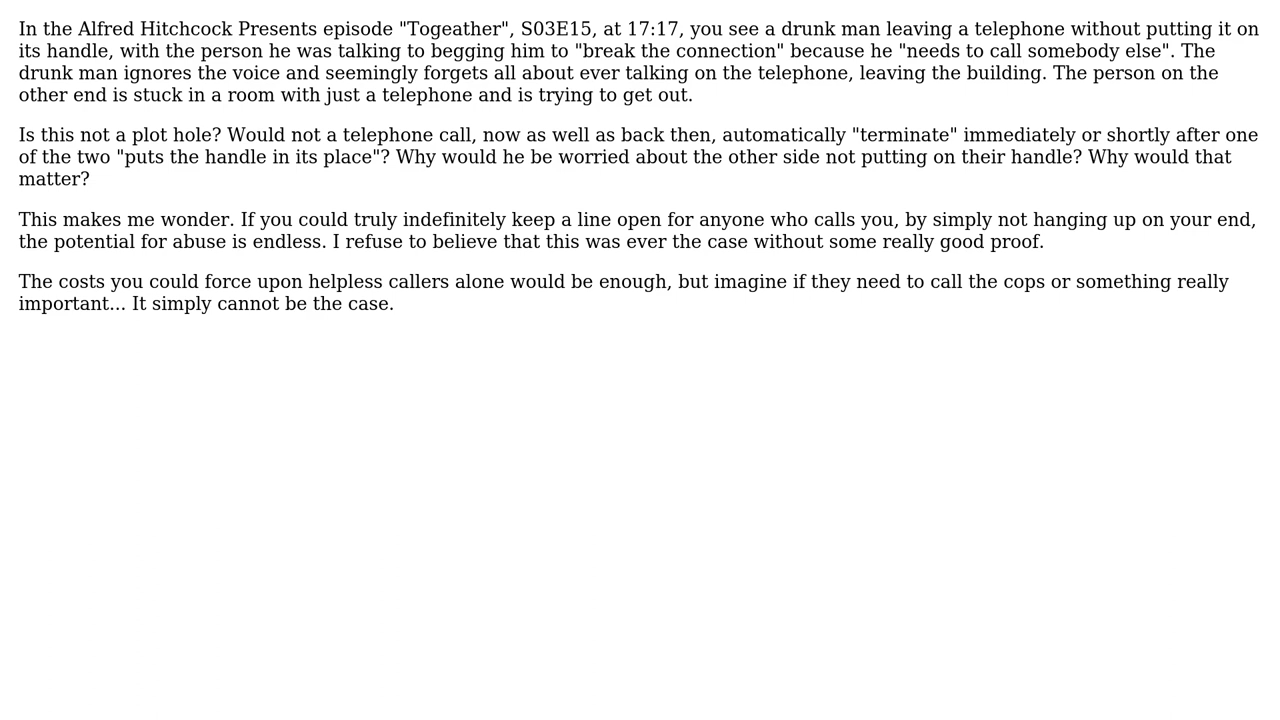 In the Alfred Hitchcock Presents episode "Togeather", S03E15, at 17:17, you see a drunk man leaving a telephone without putting it on
its handle, with the person he was talking to begging him to "break the connection" because he "needs to call somebody else". The
drunk man ignores the voice and seemingly forgets all about ever talking on the telephone, leaving the building. The person on the
other end is stuck in a room with just a telephone and is trying to get out.
Is this not a plot hole? Would not a telephone call, now as well as back then, automatically "terminate" immediately or shortly after one
of the two "puts the handle in its place"? Why would he be worried about the other side not putting on their handle? Why would that
matter?
This makes me wonder. If you could truly indefinitely keep a line open for anyone who calls you, by simply not hanging up on your end,
the potential for abuse is endless. I refuse to believe that this was ever the case without some really good proof.
The costs you could force upon helpless callers alone would be enough, but imagine if they need to call the cops or something really
important... It simply cannot be the case.